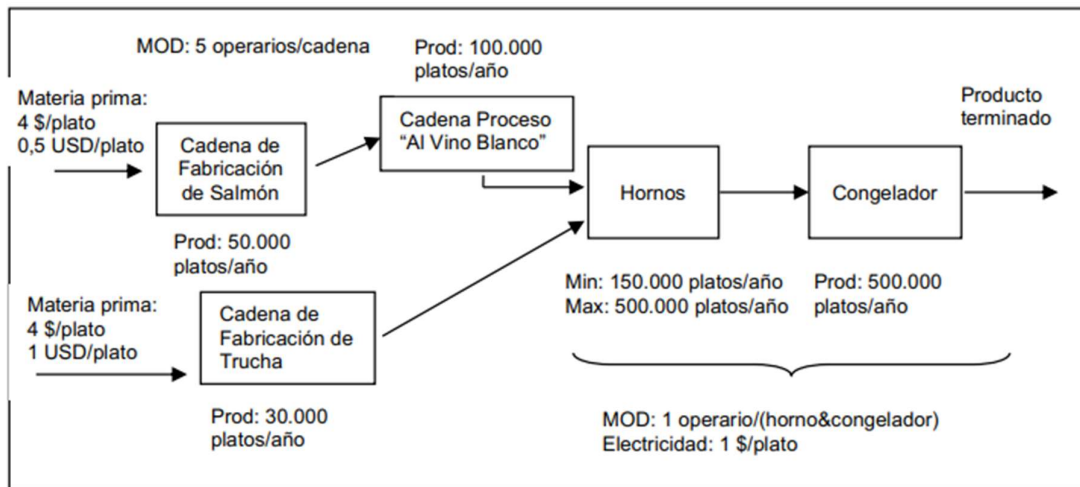 MOD: 5 operarios/cadena
Prod: 100.000
platos/año
Materia prima:
4 $/plato
0,5 USD/plato
Cadena de
Fabricación
de Salmón
Cadena Proceso
“Al Vino Blanco”
Producto
terminado
Hornos
Congelador
Prod: 50.000
platos/año
Min: 150.000 platos/año
Max: 500.000 platos/año
Prod: 500.000
platos/año
Materia prima:
4 $/plato
1 USD/plato
Cadena de
Fabricación de
Trucha
Prod: 30.000
platos/año
MOD: 1 operario/(horno&congelador)
Electricidad: 1 $/plato